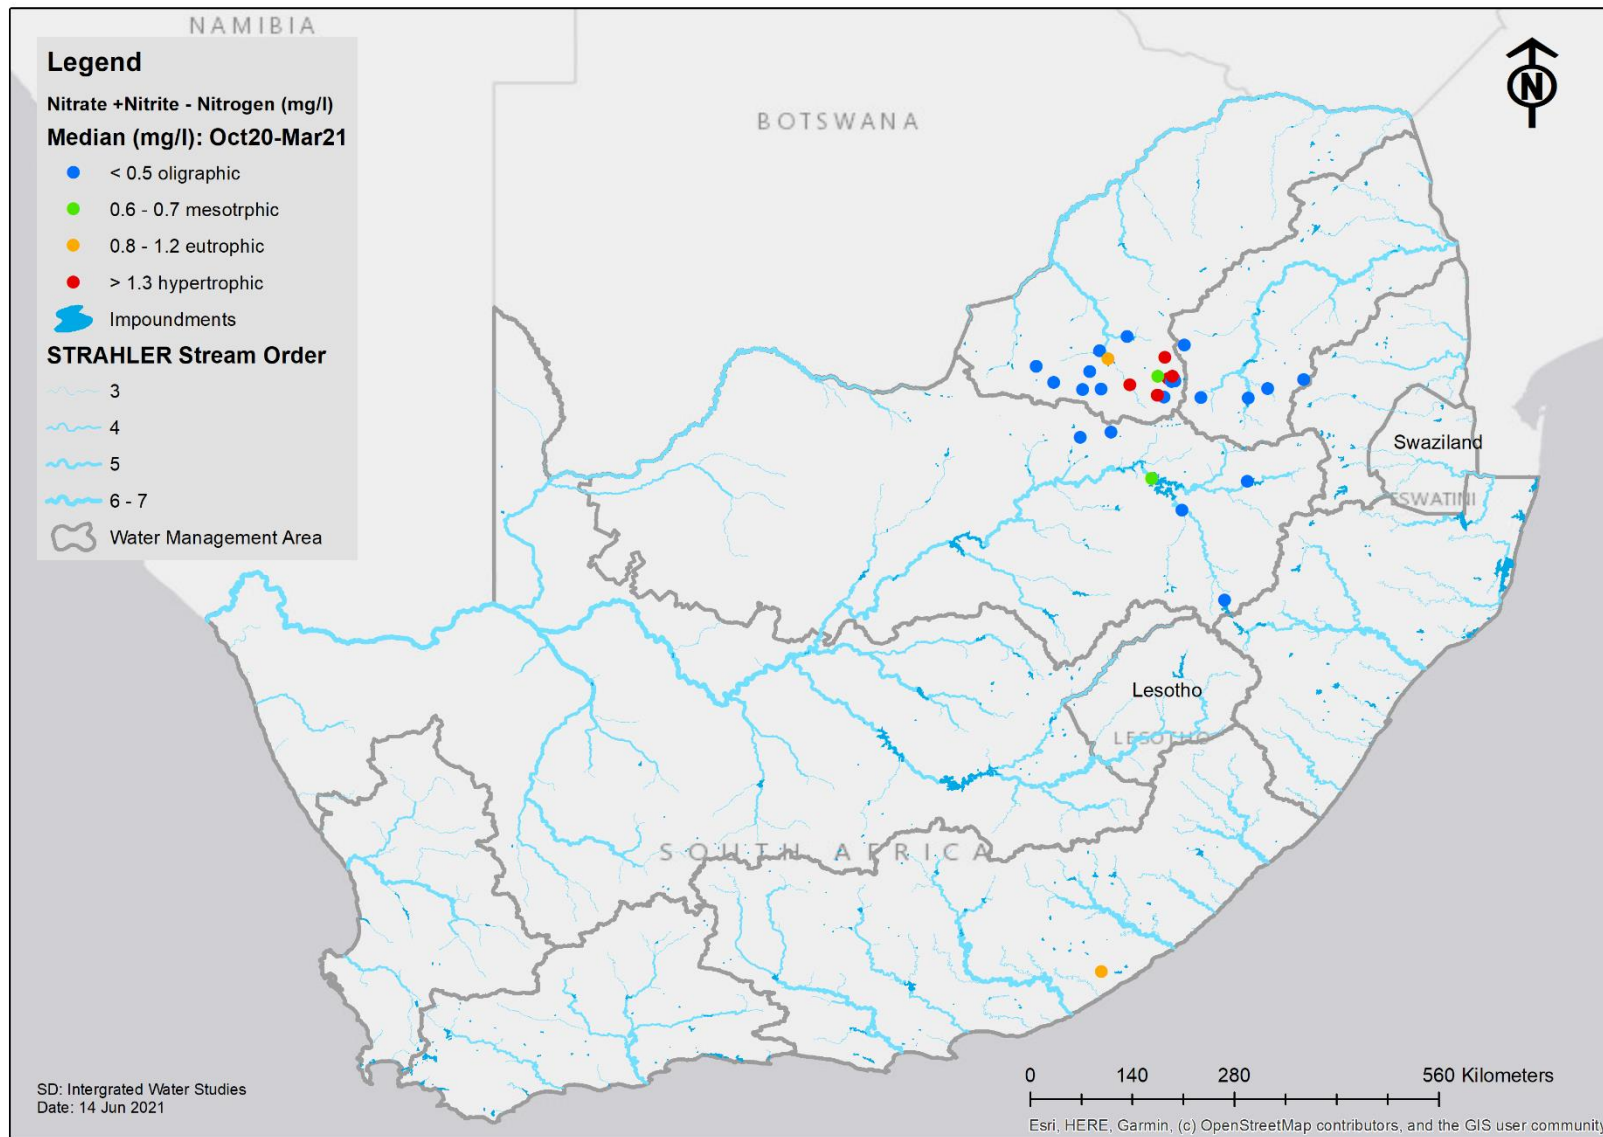 NAMIBIA
Legend
Nitrate +Nitrite - Nitrogen (mg/l)
Median (mg/l): Oct20-Mar21
< 0.5 oligraphic
0.6 - 0.7 mesotrphic
0.8 - 1.2 eutrophic
> 1.3 hypertrophic
Impoundments
STRAHLER Stream Order
3
4
5
6 - 7
Water Management Area
N
BOTSWANA
Swaziland
ESWATINI
Lesotho
LESOTHO
SOUTH AFRICA
SD: Intergrated Water Studies
Date: 14 Jun 2021
0 140 280 560 Kilometers
Esri, HERE, Garmin, (c) OpenStreetMap contributors, and the GIS user community